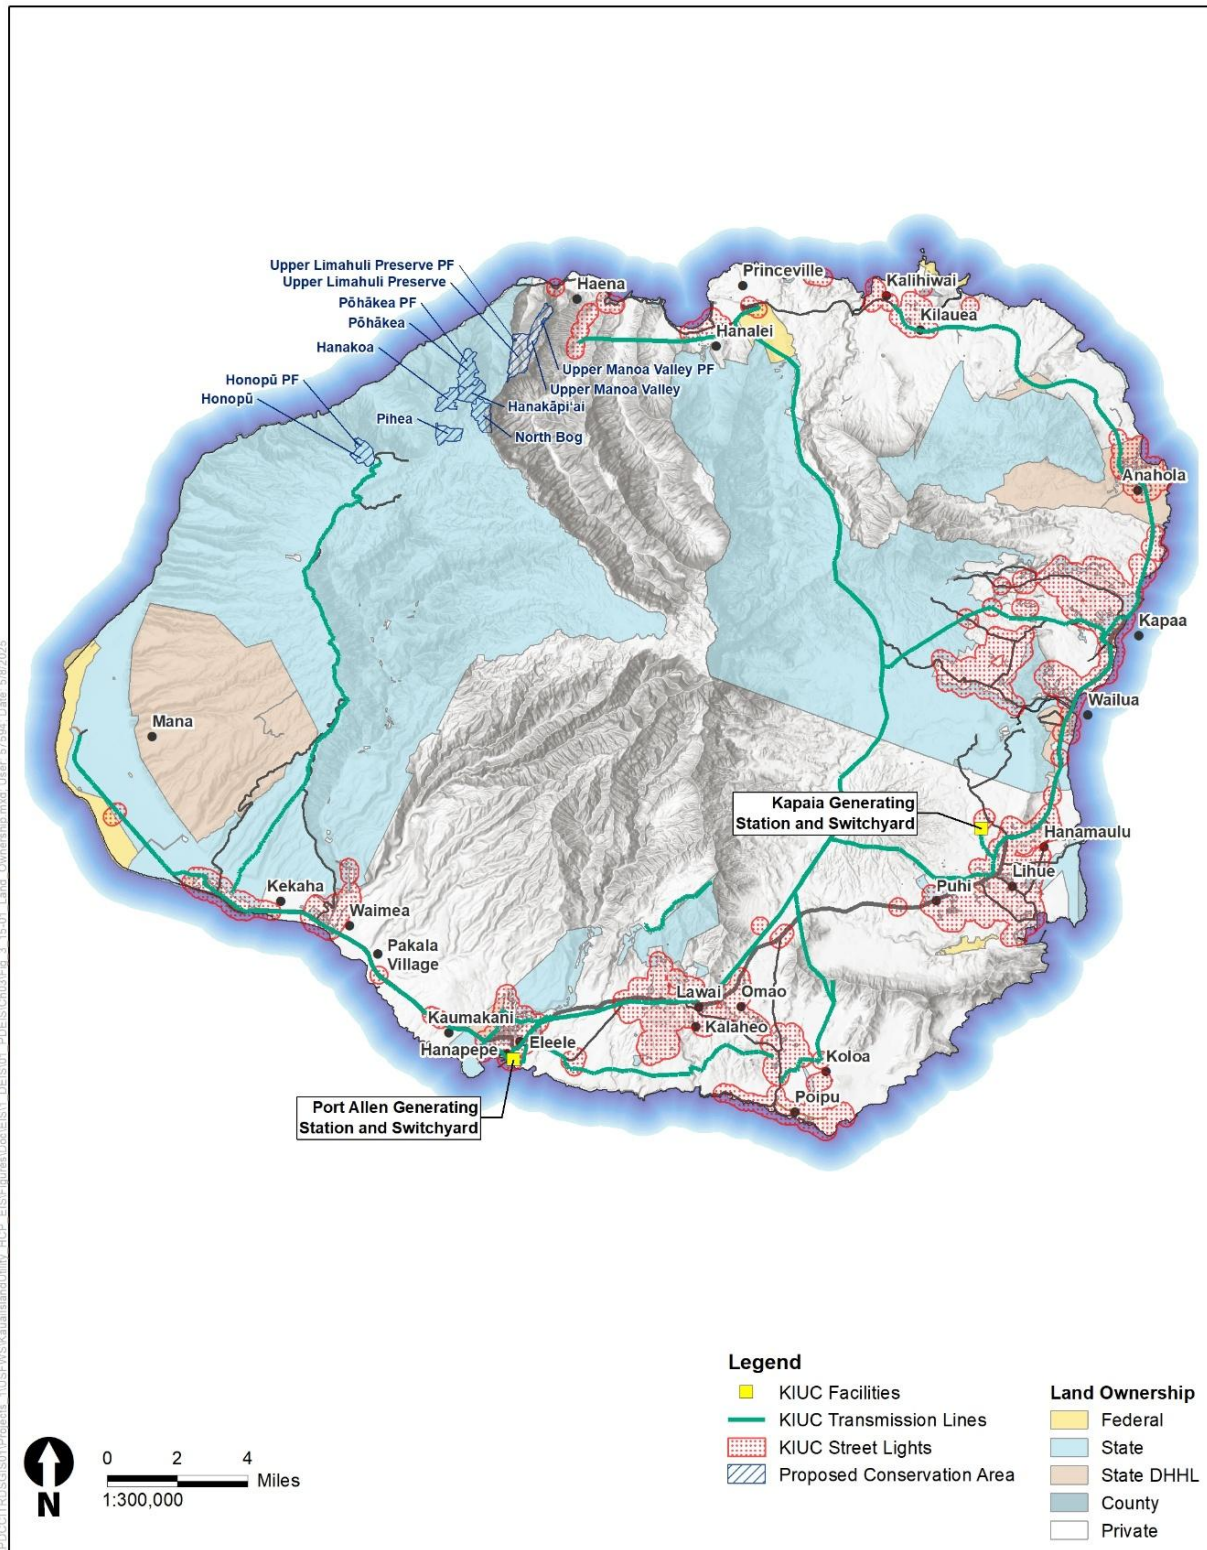 Upper Limahuli Preserve PF
Upper Limahuli Preserve
Pōhākea PF
Pōhākea
Hanakoa
Honopū PF
Honopū
Pihea
Haena
Upper Manoa Valley PF
Upper Manoa Valley
Hanakāpi'ai
North Bog
Princeville
Hanalei
Kalihiwai
Kilauea
Anahola
Kapaa
Wailua
Mana
Kapaia Generating
Station and Switchyard
Hanamaulu
Lihue
Puhi
Kekaha
Waimea
Pakala
Village
Kaumakani
Hanapepe
Eleele
Lawai
Omao
Kalaheo
Koloa
Poipu
Port Allen Generating
Station and Switchyard
Legend
KIUC Facilities
KIUC Transmission Lines
KIUC Street Lights
Proposed Conservation Area
Land Ownership
Federal
State
State DHHL
County
Private
N
0 2 4
Miles
1:300,000